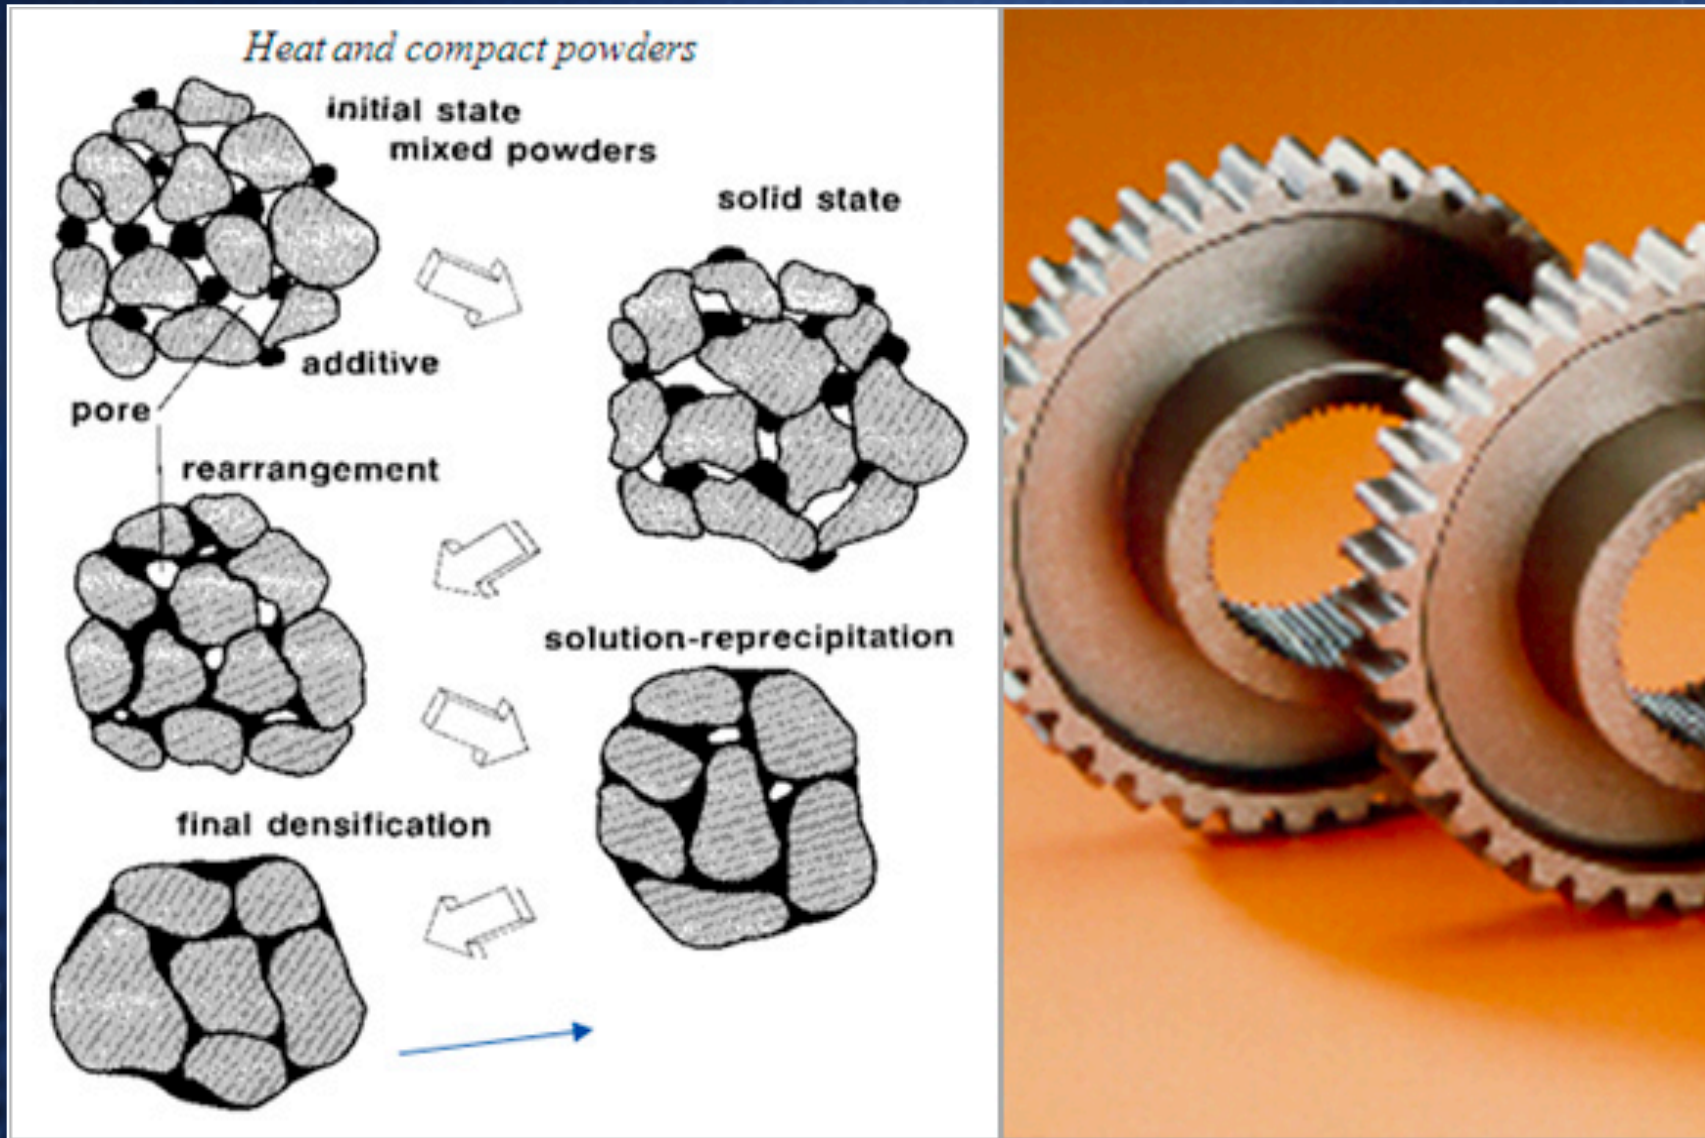 Heat and compact powders
initial state
mixed powders
solid state
additive
pore
rearrangement
solution-reprecipitation
final densification